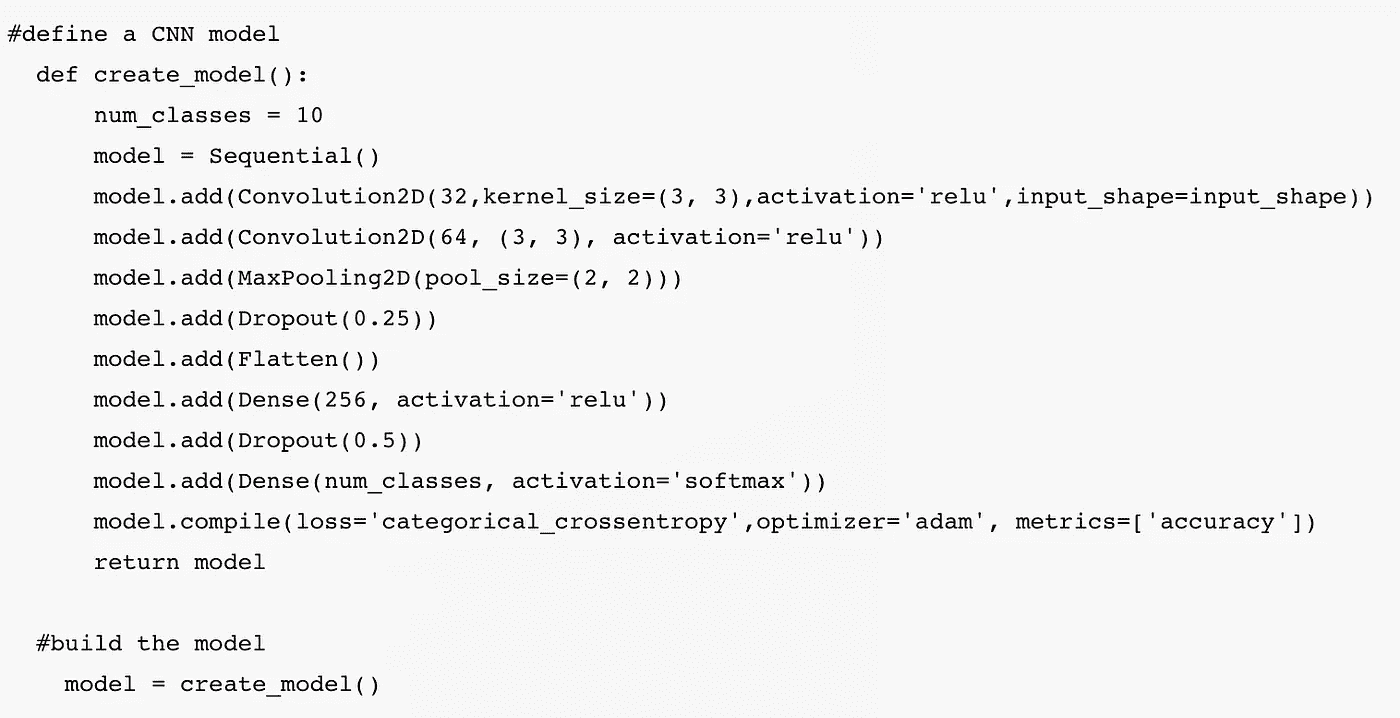 #define a CNN model
  def create_model():
      num_classes = 10
      model = Sequential()
      model.add(Convolution2D(32,kernel_size=(3, 3),activation='relu',input_shape=input_shape))
      model.add(Convolution2D(64, (3, 3), activation='relu'))
      model.add(MaxPooling2D(pool_size=(2, 2)))
      model.add(Dropout(0.25))
      model.add(Flatten())
      model.add(Dense(256, activation='relu'))
      model.add(Dropout(0.5))
      model.add(Dense(num_classes, activation='softmax'))
      model.compile(loss='categorical_crossentropy',optimizer='adam', metrics=['accuracy'])
      return model
  #build the model
    model = create_model()